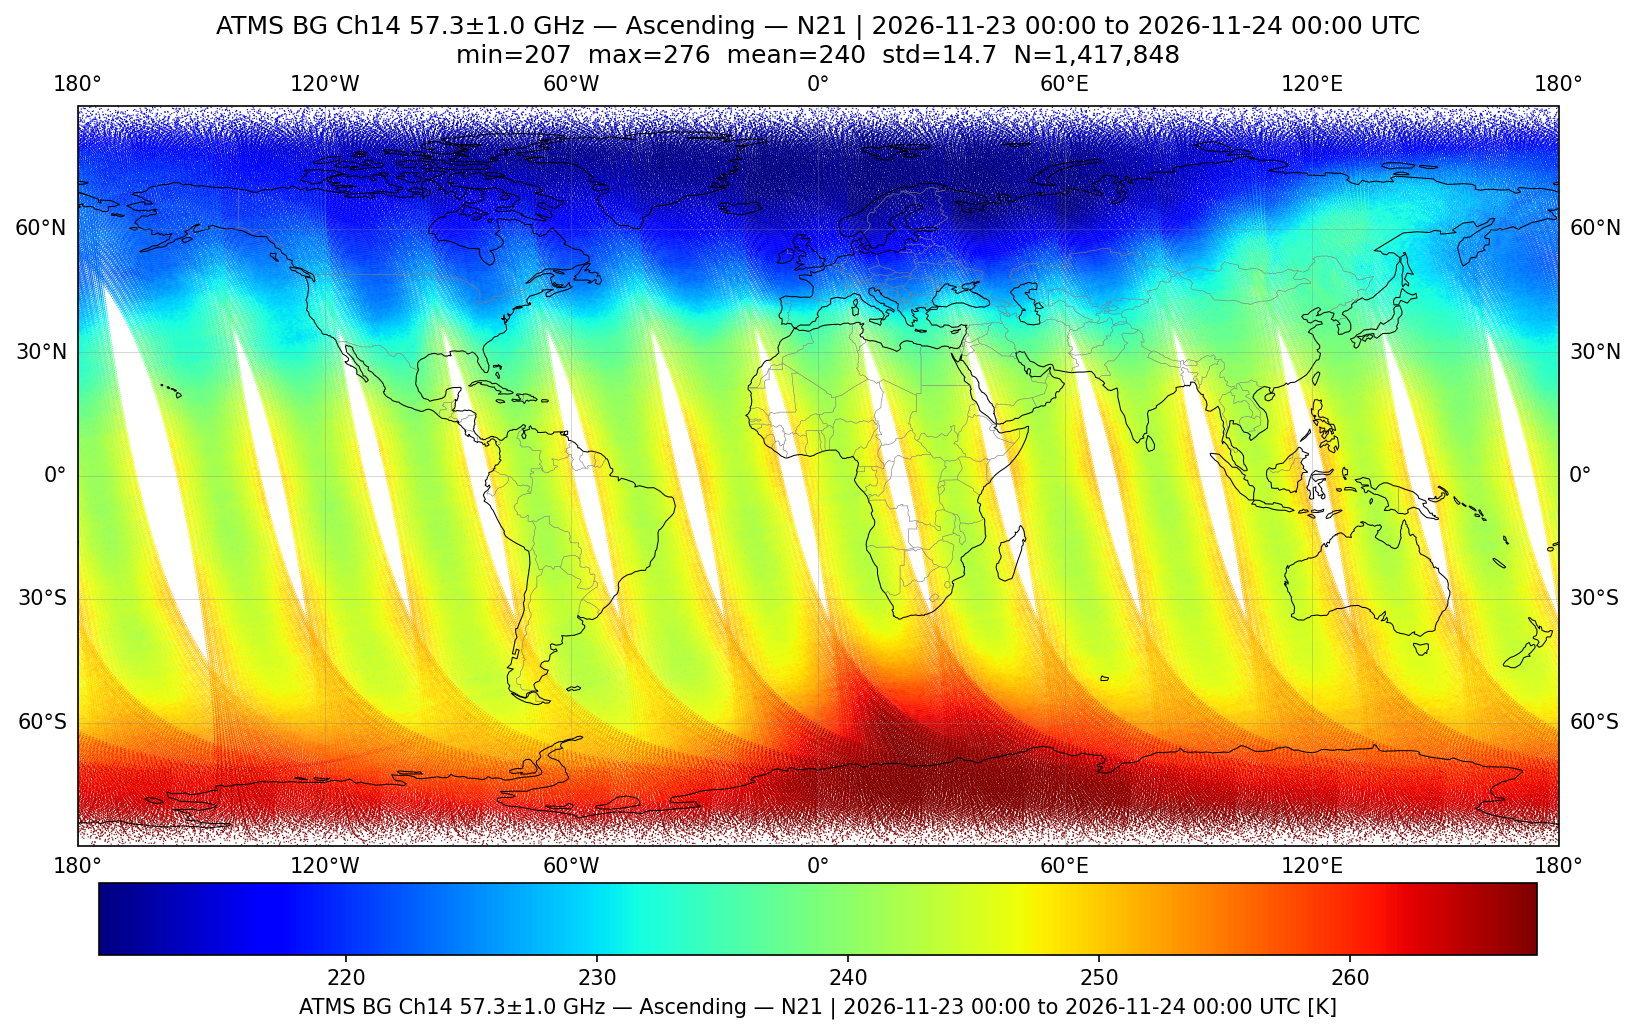 ATMS BG Ch14 57.3±1.0 GHz — Ascending — N21 | 2026-11-23 00:00 to 2026-11-24 00:00 UTC
min=207  max=276  mean=240  std=14.7  N=1,417,848
180° 120°W 60°W 0° 60°E 120°E 180°
60°N 60°N
30°N 30°N
0° 0°
30°S 30°S
60°S 60°S
180° 120°W 60°W 0° 60°E 120°E 180°
220 230 240 250 260
ATMS BG Ch14 57.3±1.0 GHz — Ascending — N21 | 2026-11-23 00:00 to 2026-11-24 00:00 UTC [K]